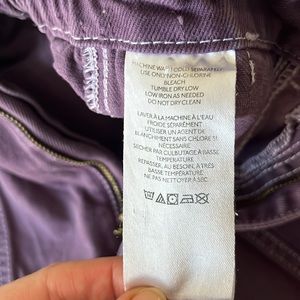 MACHINE WASH COLD SEPARATELY
USE ONLY NON-CHLORINE
BLEACH
TUMBLE DRY LOW
LOW IRON AS NEEDED
DO NOT DRY CLEAN
LAVER À LA MACHINE À L'EAU
FROIDE SÉPARÉMENT
UTILISER UN AGENT DE
BLANCHIMENT SANS CHLORE SI
NÉCESSAIRE
SÉCHER PAR CULBUTAGE À BASSE
TEMPÉRATURE
REPASSER, AU BESOIN, À TRÈS
BASSE TEMPÉRATURE
NE PAS NETTOYER À SEC